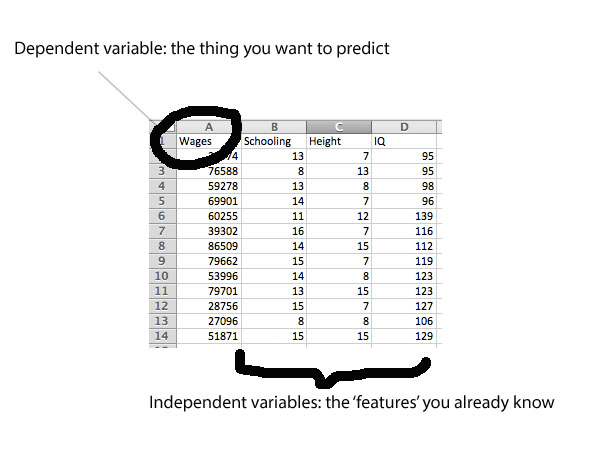 Dependent variable: the thing you want to predict
A B C D
1 Wages Schooling Height IQ
74 13 7 95
3 76588 8 13 95
4 59278 13 8 98
5 69901 14 7 96
6 60255 11 12 139
7 39302 16 7 116
8 86509 14 15 112
9 79662 15 7 119
10 53996 14 8 123
11 79701 13 15 123
12 28756 15 7 127
13 27096 8 8 106
14 51871 15 15 129
Independent variables: the 'features' you already know